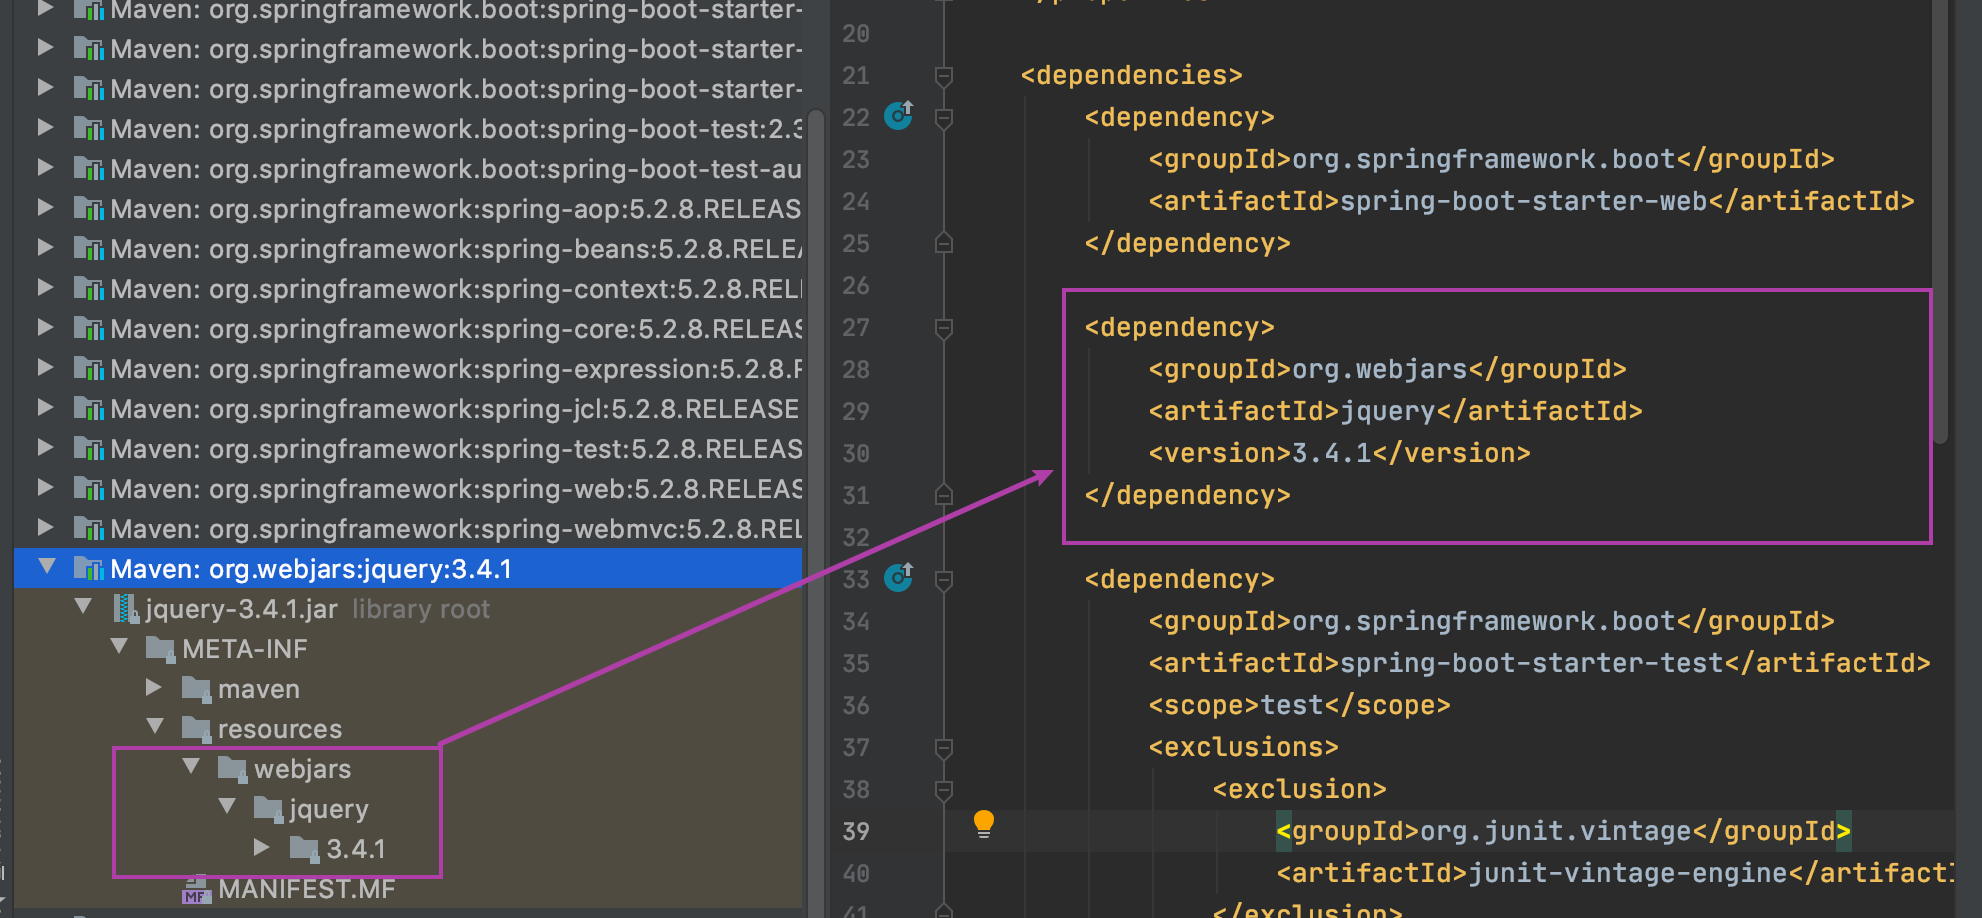 Maven: org.springframework.boot:spring-boot-starter-
Maven: org.springframework.boot:spring-boot-starter-
Maven: org.springframework.boot:spring-boot-starter-
Maven: org.springframework.boot:spring-boot-test:2.3
Maven: org.springframework.boot:spring-boot-test-au
Maven: org.springframework:spring-aop:5.2.8.RELEAS
Maven: org.springframework:spring-beans:5.2.8.RELEA
Maven: org.springframework:spring-context:5.2.8.REL
Maven: org.springframework:spring-core:5.2.8.RELEAS
Maven: org.springframework:spring-expression:5.2.8.R
Maven: org.springframework:spring-jcl:5.2.8.RELEASE
Maven: org.springframework:spring-test:5.2.8.RELEAS
Maven: org.springframework:spring-web:5.2.8.RELEAS
Maven: org.springframework:spring-webmvc:5.2.8.REL
Maven: org.webjars:jquery:3.4.1
jquery-3.4.1.jar library root
META-INF
maven
resources
webjars
jquery
3.4.1
MF MANIFEST.MF
20
21 <dependencies>
22 <dependency>
23 <groupId>org.springframework.boot</groupId>
24 <artifactId>spring-boot-starter-web</artifactId>
25 </dependency>
26
27 <dependency>
28 <groupId>org.webjars</groupId>
29 <artifactId>jquery</artifactId>
30 <version>3.4.1</version>
31 </dependency>
32
33 <dependency>
34 <groupId>org.springframework.boot</groupId>
35 <artifactId>spring-boot-starter-test</artifactId>
36 <scope>test</scope>
37 <exclusions>
38 <exclusion>
39 <groupId>org.junit.vintage</groupId>
40 <artifactId>junit-vintage-engine</artifactI
41 </exclusion>